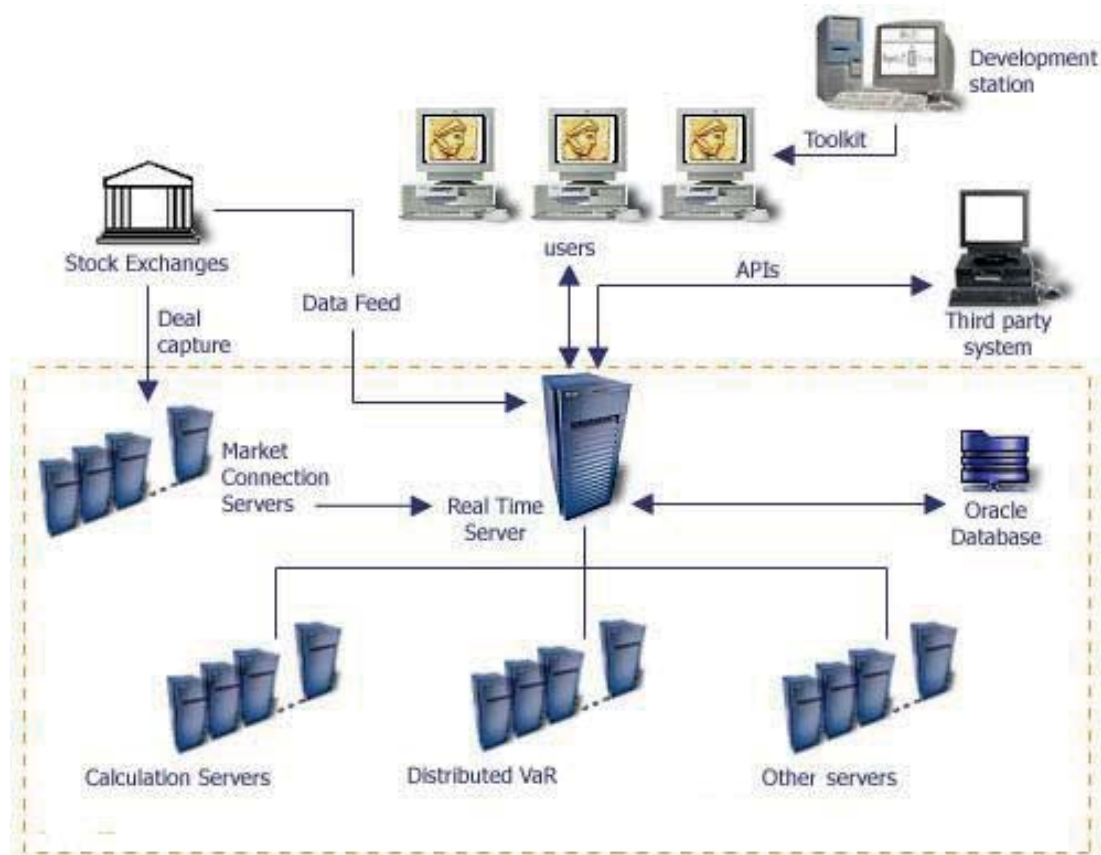 Development
station
Toolkit
users
Stock Exchanges
APIs
Data Feed
Third party
system
Deal
capture
Market
Connection
Servers
Real Time
Server
Oracle
Database
Calculation Servers
Distributed VaR
Other servers